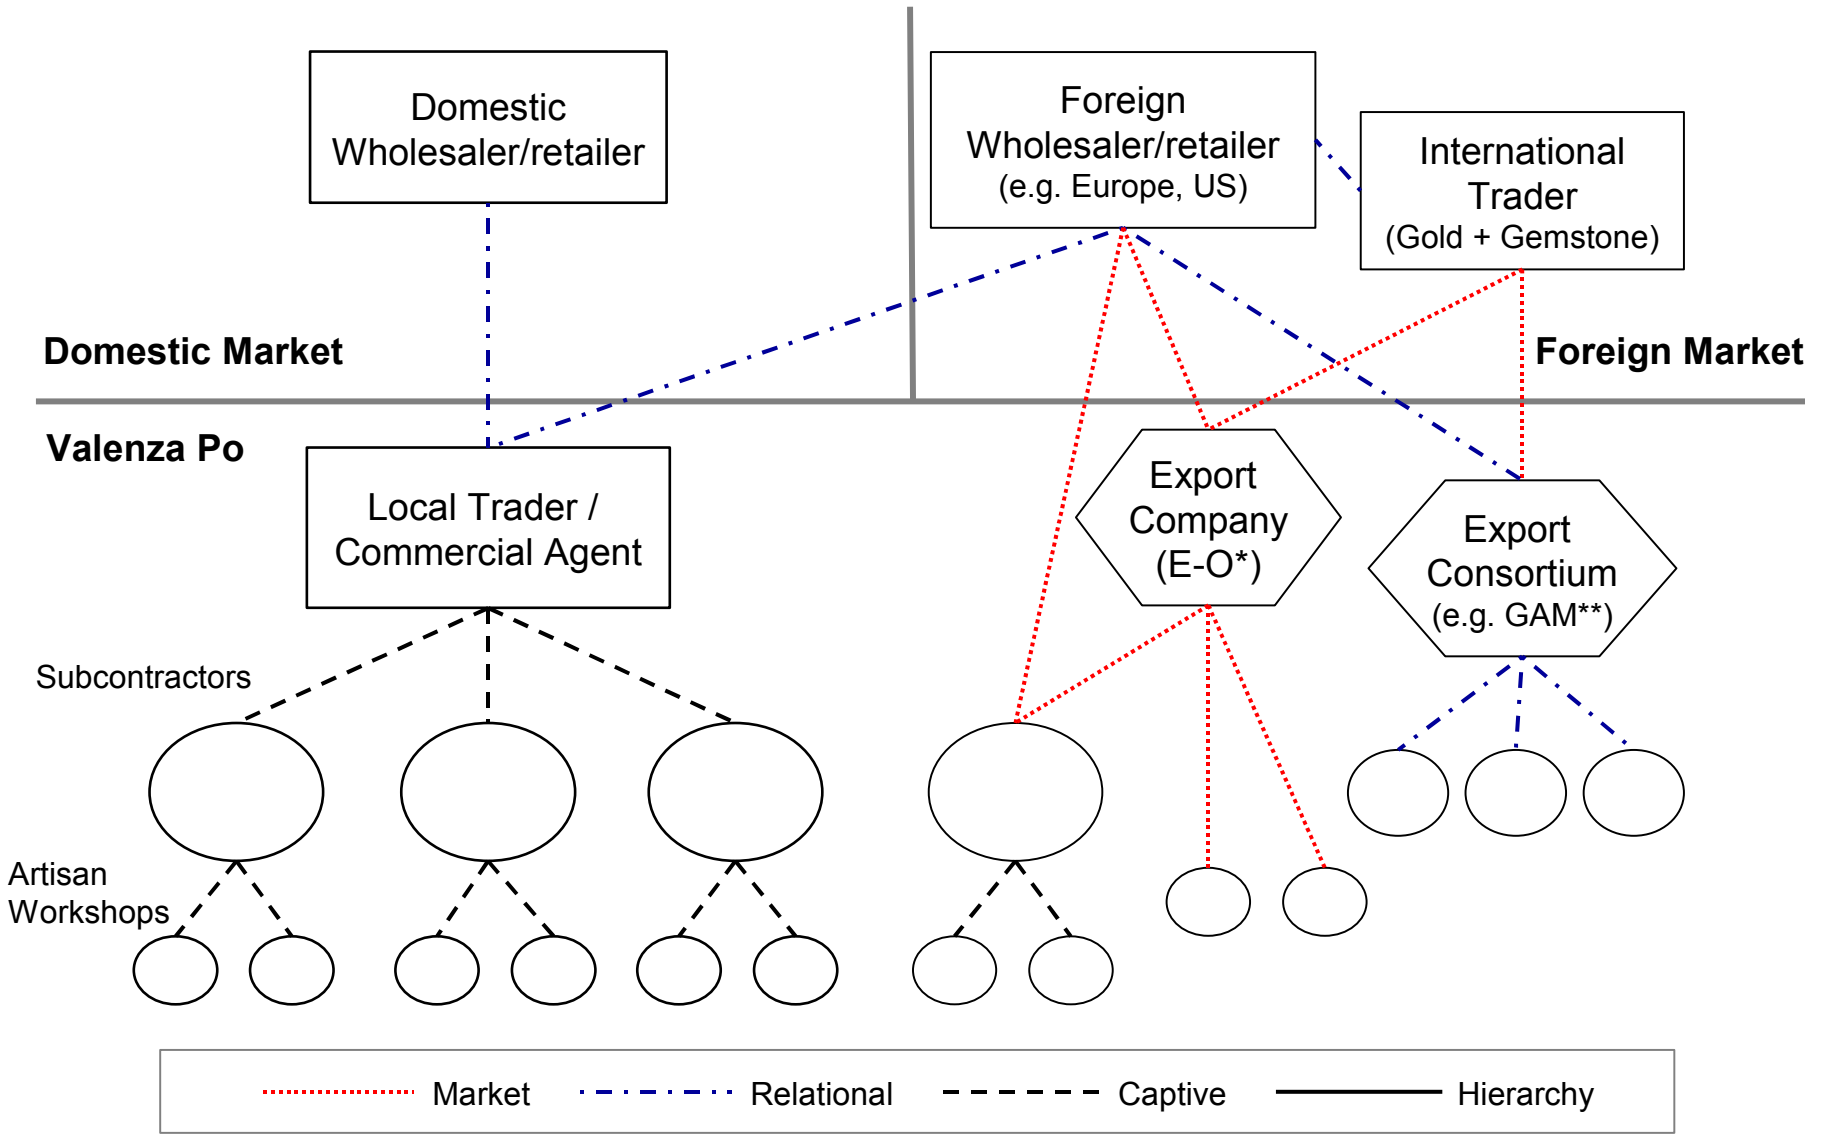 Domestic
Wholesaler/retailer
Foreign
Wholesaler/retailer
(e.g. Europe, US)
International
Trader
(Gold + Gemstone)
Domestic Market
Foreign Market
Valenza Po
Local Trader /
Commercial Agent
Export
Company
(E-O*)
Export
Consortium
(e.g. GAM**)
Subcontractors
Artisan
Workshops
Market
Relational
Captive
Hierarchy